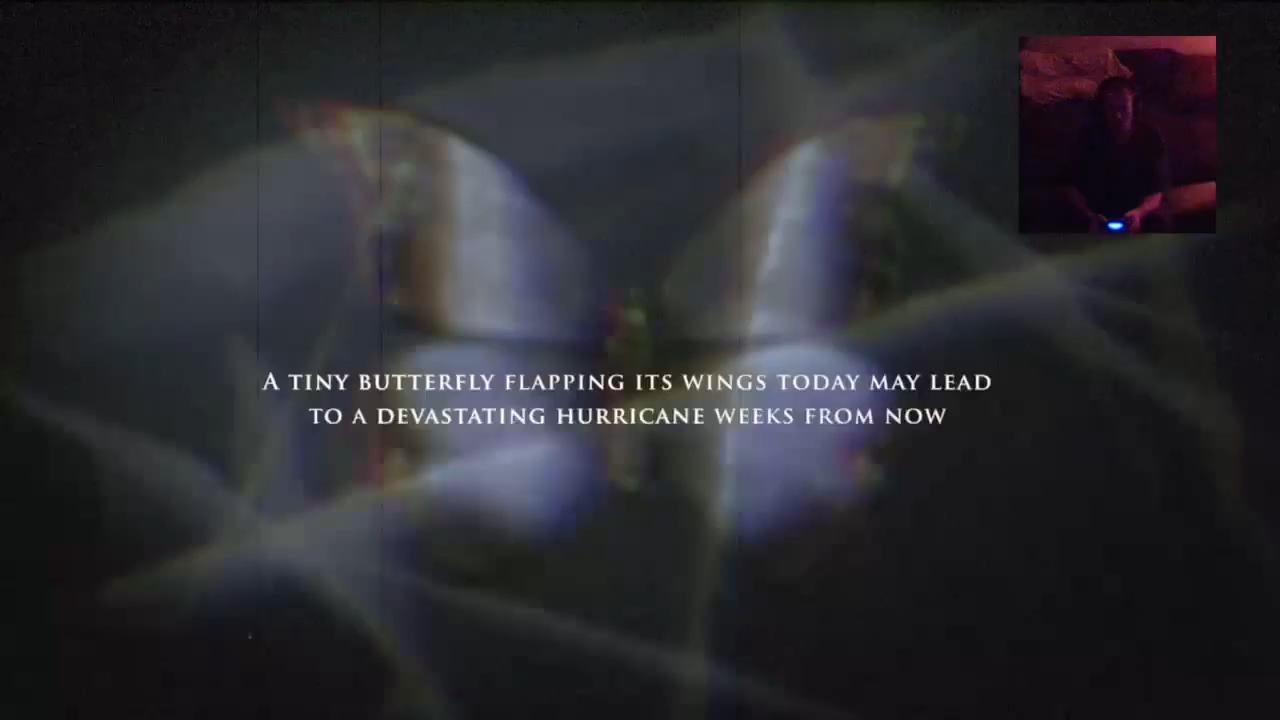 A TINY BUTTERFLY FLAPPING ITS WINGS TODAY MAY LEAD
TO A DEVASTATING HURRICANE WEEKS FROM NOW